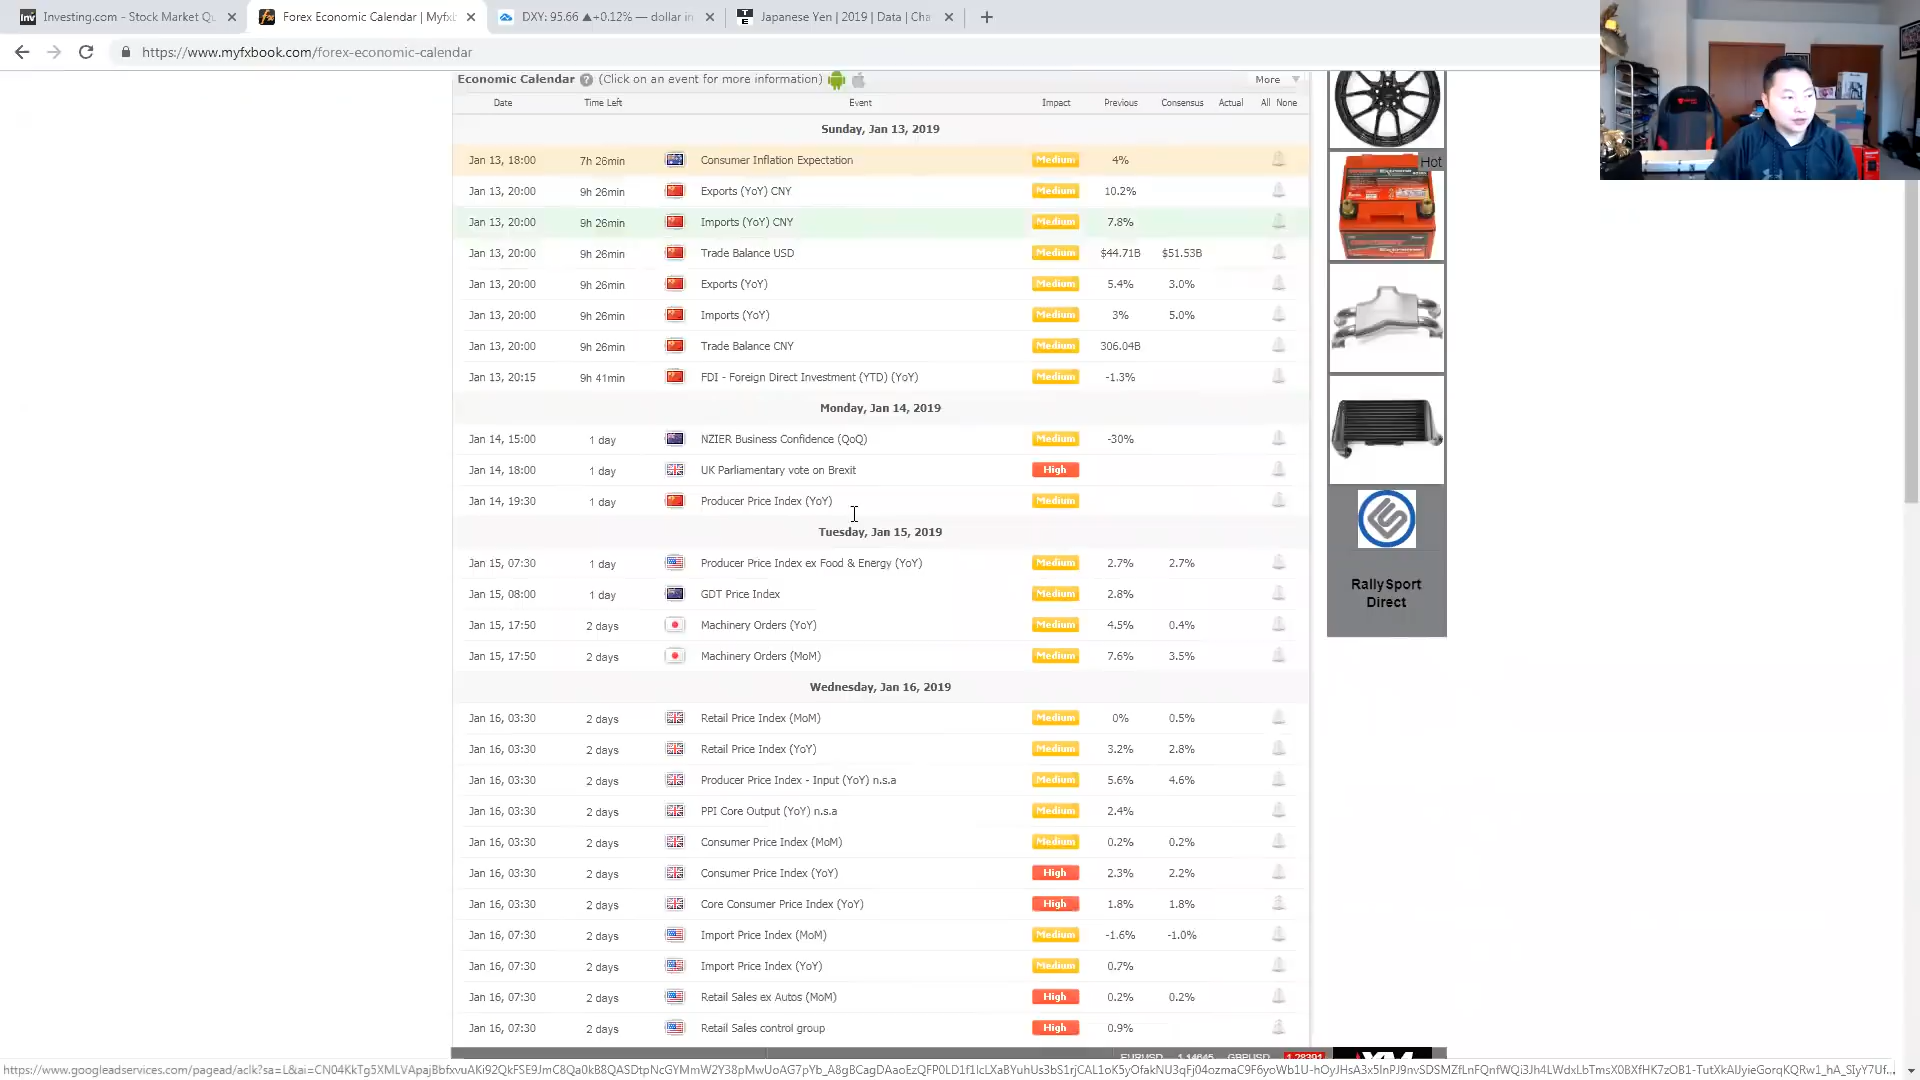 Investing.com - Stock Market Qu
Forex Economic Calendar | Myfxb
DXY: 95.66 ▲+0.12% — dollar in
Japanese Yen | 2019 | Data | Cha
https://www.myfxbook.com/forex-economic-calendar
Economic Calendar (Click on an event for more information) More
Date Time Left Event Impact Previous Consensus Actual All None
Sunday, Jan 13, 2019
Jan 13, 18:00 7h 26min Consumer Inflation Expectation Medium 4%
Jan 13, 20:00 9h 26min Exports (YoY) CNY Medium 10.2%
Jan 13, 20:00 9h 26min Imports (YoY) CNY Medium 7.8%
Jan 13, 20:00 9h 26min Trade Balance USD Medium $44.71B $51.53B
Jan 13, 20:00 9h 26min Exports (YoY) Medium 5.4% 3.0%
Jan 13, 20:00 9h 26min Imports (YoY) Medium 3% 5.0%
Jan 13, 20:00 9h 26min Trade Balance CNY Medium 306.04B
Jan 13, 20:15 9h 41min FDI - Foreign Direct Investment (YTD) (YoY) Medium -1.3%
Monday, Jan 14, 2019
Jan 14, 15:00 1 day NZIER Business Confidence (QoQ) Medium -30%
Jan 14, 18:00 1 day UK Parliamentary vote on Brexit High
Jan 14, 19:30 1 day Producer Price Index (YoY) Medium
Tuesday, Jan 15, 2019
Jan 15, 07:30 1 day Producer Price Index ex Food & Energy (YoY) Medium 2.7% 2.7%
Jan 15, 08:00 1 day GDT Price Index Medium 2.8%
Jan 15, 17:50 2 days Machinery Orders (YoY) Medium 4.5% 0.4%
Jan 15, 17:50 2 days Machinery Orders (MoM) Medium 7.6% 3.5%
Wednesday, Jan 16, 2019
Jan 16, 03:30 2 days Retail Price Index (MoM) Medium 0% 0.5%
Jan 16, 03:30 2 days Retail Price Index (YoY) Medium 3.2% 2.8%
Jan 16, 03:30 2 days Producer Price Index - Input (YoY) n.s.a Medium 5.6% 4.6%
Jan 16, 03:30 2 days PPI Core Output (YoY) n.s.a Medium 2.4%
Jan 16, 03:30 2 days Consumer Price Index (MoM) Medium 0.2% 0.2%
Jan 16, 03:30 2 days Consumer Price Index (YoY) High 2.3% 2.2%
Jan 16, 03:30 2 days Core Consumer Price Index (YoY) High 1.8% 1.8%
Jan 16, 07:30 2 days Import Price Index (MoM) Medium -1.6% -1.0%
Jan 16, 07:30 2 days Import Price Index (YoY) Medium 0.7%
Jan 16, 07:30 2 days Retail Sales ex Autos (MoM) High 0.2% 0.2%
Jan 16, 07:30 2 days Retail Sales control group High 0.9%
EURUSD 1.14645 GBPUSD 1.28391
Hot
RallySport
Direct